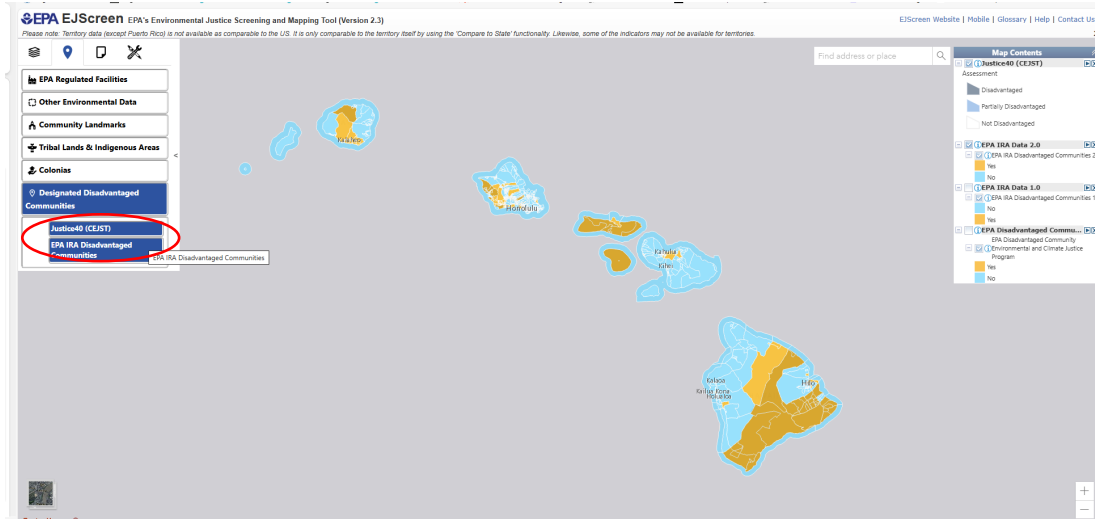 EPA EJScreen EPA's Environmental Justice Screening and Mapping Tool (Version 2.3)
EJScreen Website | Mobile | Glossary | Help | Contact Us
Please note: Territory data (except Puerto Rico) is not available as comparable to the US. It is only comparable to the territory itself by using the 'Compare to State' functionality. Likewise, some of the indicators may not be available for territories.
Find address or place
EPA Regulated Facilities
Other Environmental Data
Community Landmarks
Tribal Lands & Indigenous Areas
Colonias
Designated Disadvantaged
Communities
Justice40 (CEJST)
EPA IRA Disadvantaged
Communities
EPA IRA Disadvantaged Communities
<
Kalaheo
Honolulu
Kahului
Kihei
Kalaoa
Kailua Kona
Holualoa
Hilo
Map Contents
Justice40 (CEJST)
Assessment
Disadvantaged
Partially Disadvantaged
Not Disadvantaged
EPA IRA Data 2.0
EPA IRA Disadvantaged Communities 2
Yes
No
EPA IRA Data 1.0
EPA IRA Disadvantaged Communities 1
No
Yes
EPA Disadvantaged Commu...
EPA Disadvantaged Community
Environmental and Climate Justice
Program
Yes
No
+
−